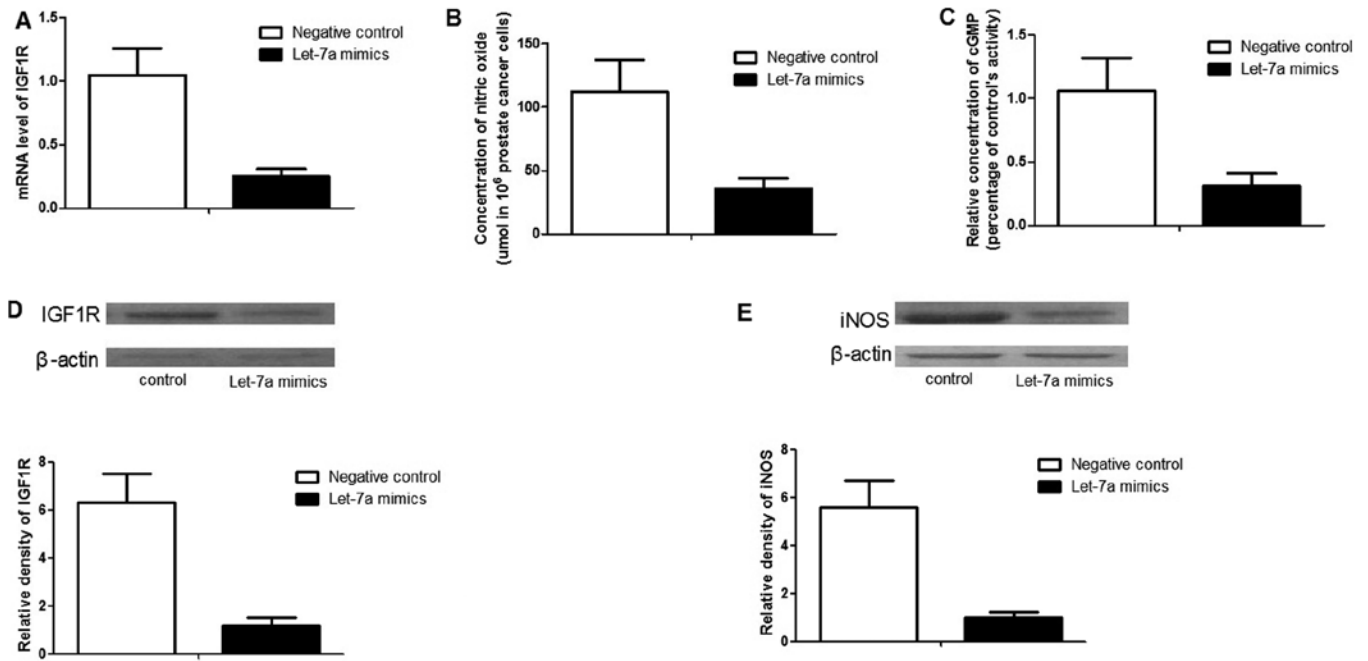 A
mRNA level of IGF1R
1.5
1.0
0.5
0.0
Negative control
Let-7a mimics
B
Concentration of nitric oxide
(umol in 10⁶ prostate cancer cells)
150
100
50
0
Negative control
Let-7a mimics
C
Relative concentration of cGMP
(percentage of control's activity)
1.5
1.0
0.5
0.0
Negative control
Let-7a mimics
D
IGF1R
β-actin
control Let-7a mimics
Relative density of IGF1R
8
6
4
2
0
Negative control
Let-7a mimics
E
iNOS
β-actin
control Let-7a mimics
Relative density of iNOS
8
6
4
2
0
Negative control
Let-7a mimics